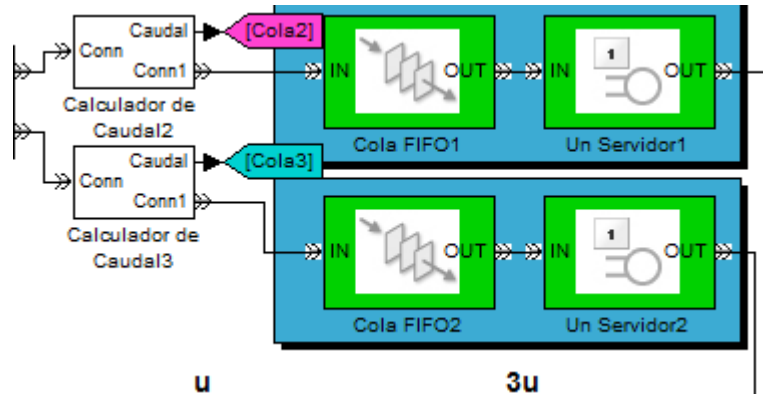 Caudal
Conn
Conn1
Calculador de
Caudal2
[Cola2]
IN
OUT
Cola FIFO1
IN
1
OUT
Un Servidor1
Caudal
Conn
Conn1
Calculador de
Caudal3
[Cola3]
IN
OUT
Cola FIFO2
IN
1
OUT
Un Servidor2
u
3u